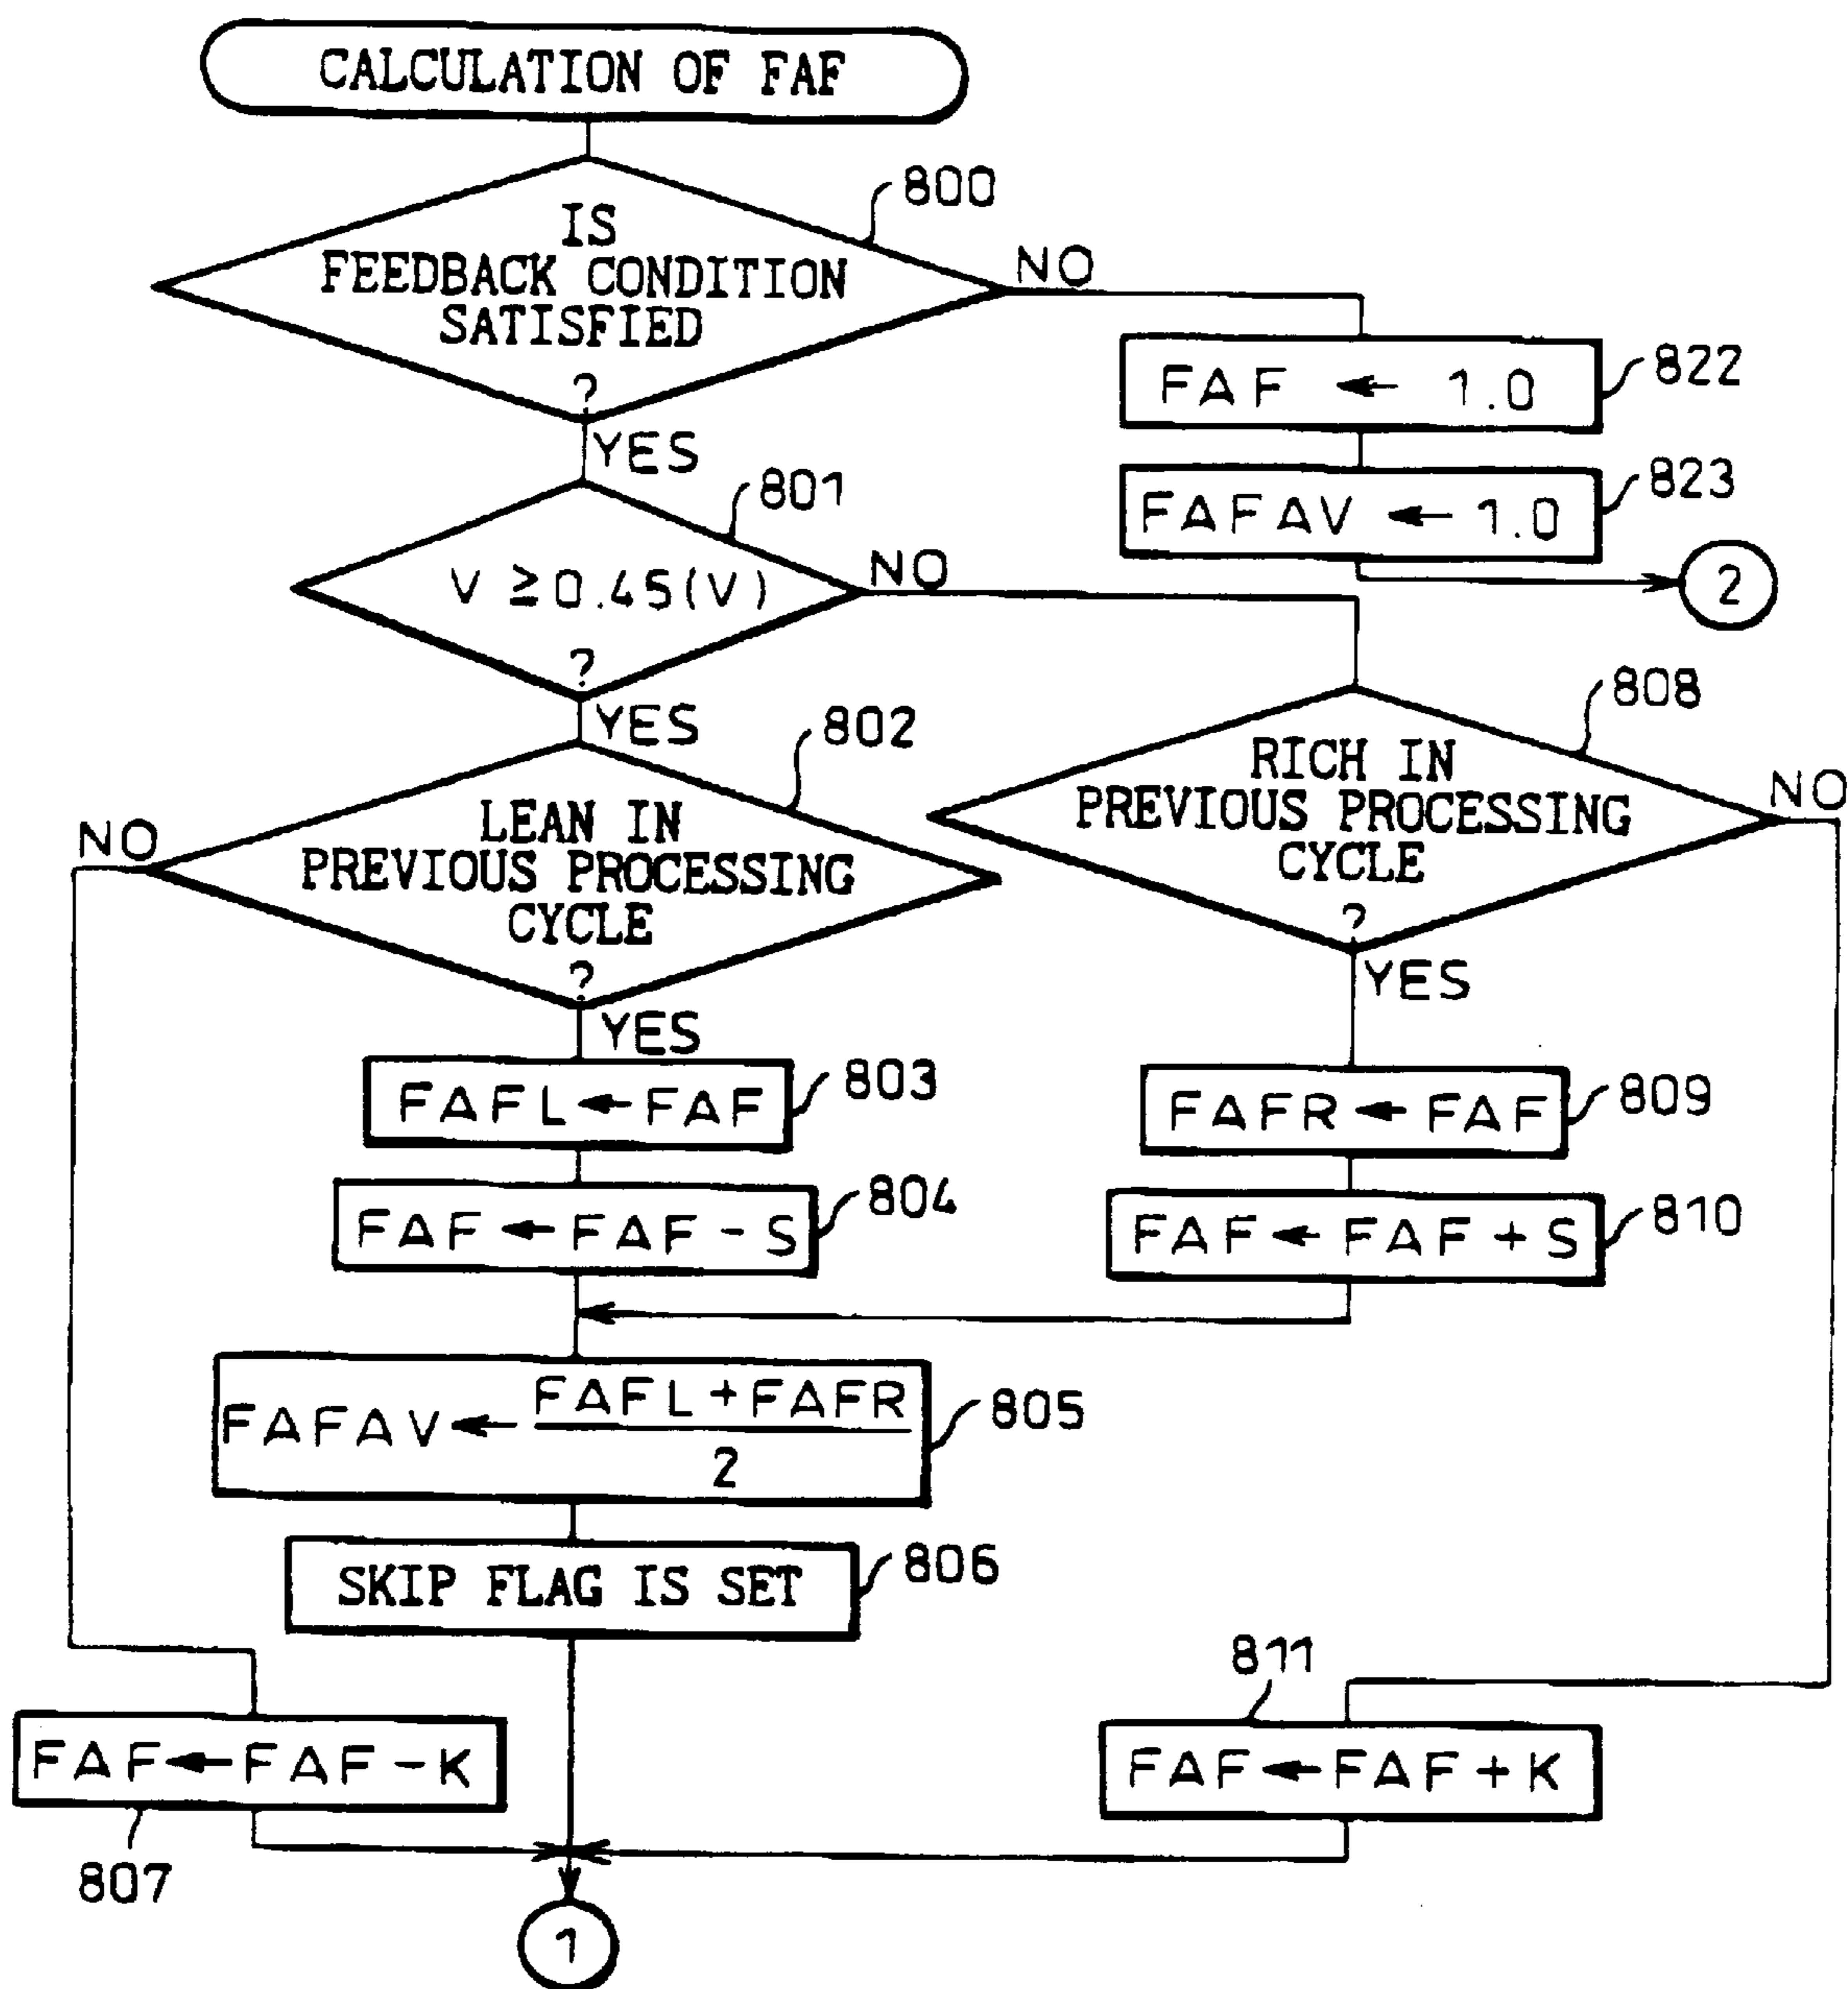 CALCULATION OF FAF
800
IS
FEEDBACK CONDITION
SATISFIED
?
NO
YES
FAF ← 1.0
822
FAFAV ← 1.0
823
2
801
V ≧ 0.45(V)
?
NO
YES
802
LEAN IN
PREVIOUS PROCESSING
CYCLE
?
NO
YES
808
RICH IN
PREVIOUS PROCESSING
CYCLE
?
NO
YES
FAFL ← FAF
803
FAFR ← FAF
809
FAF ← FAF - S
804
FAF ← FAF + S
810
FAFAV ← FAFL + FAFR
2
805
SKIP FLAG IS SET
806
FAF ← FAF - K
807
811
FAF ← FAF + K
1